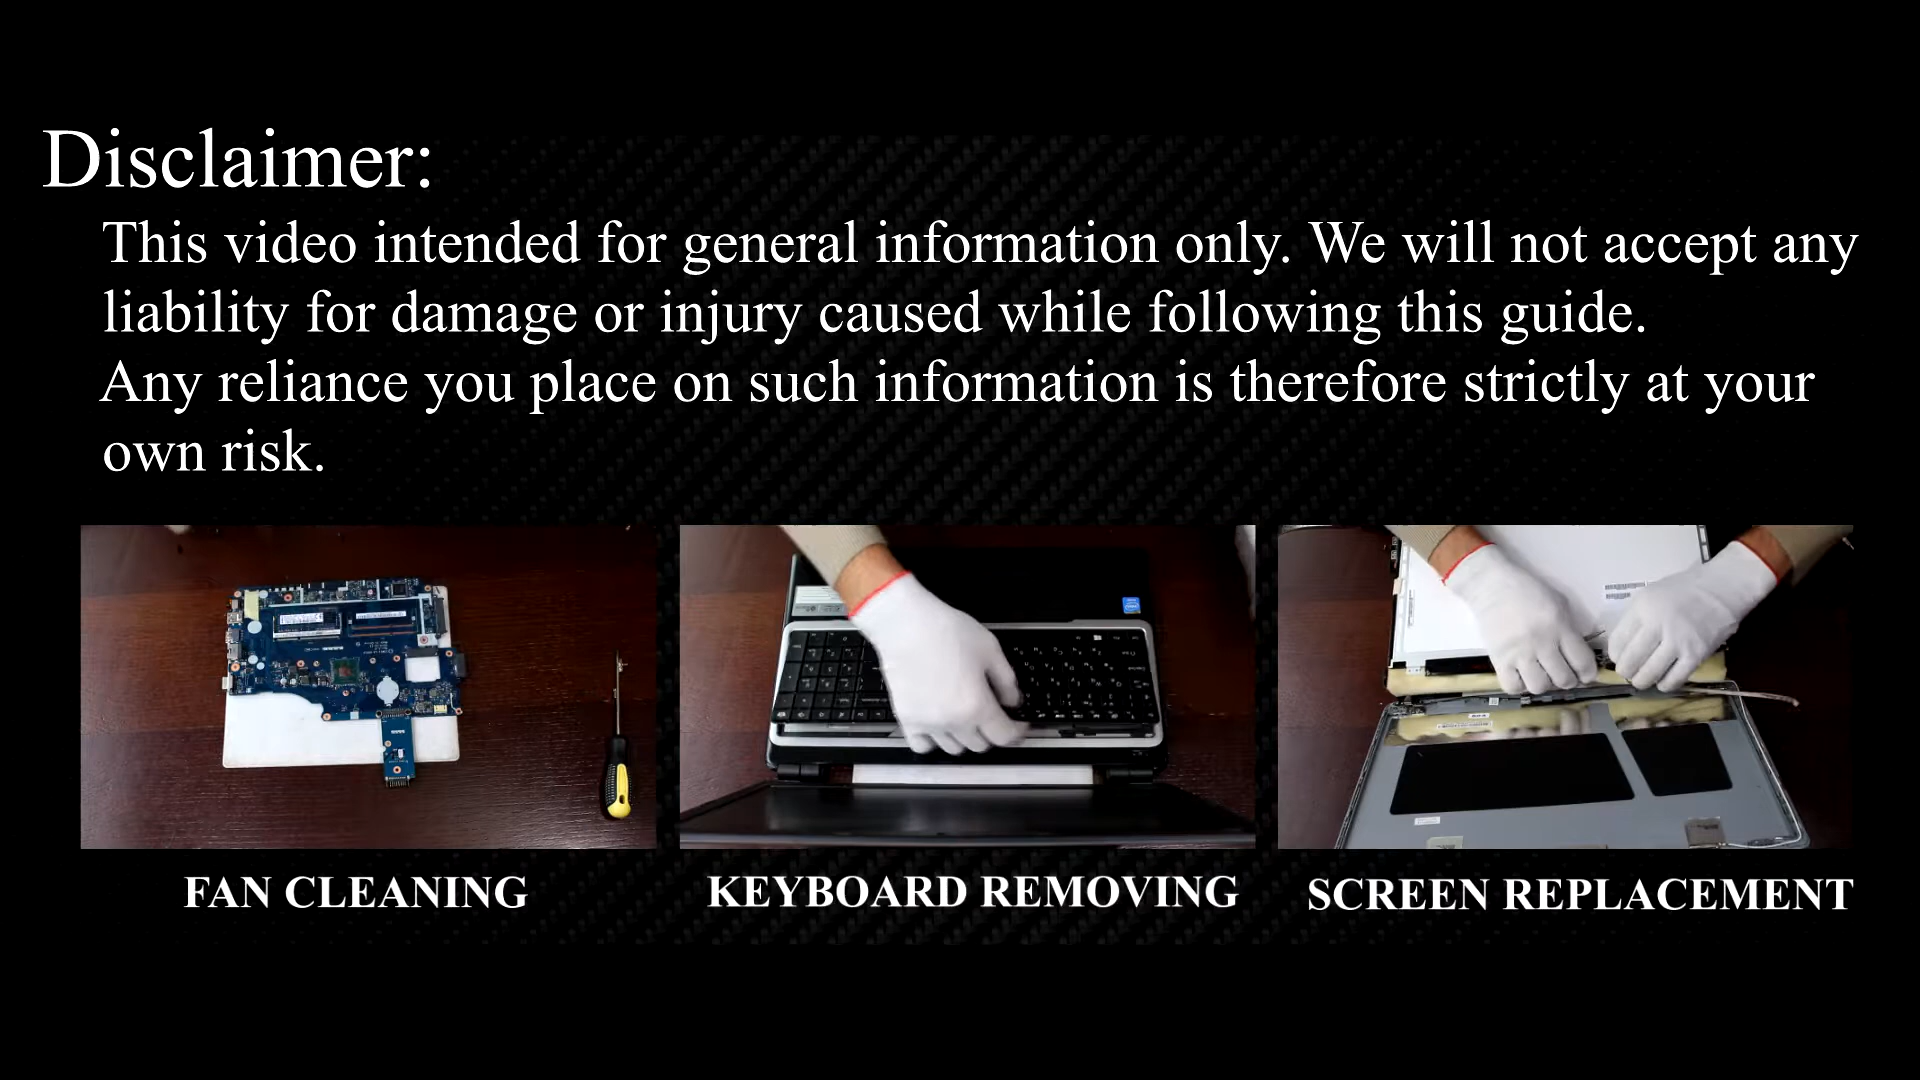 Disclaimer:
This video intended for general information only. We will not accept any
liability for damage or injury caused while following this guide.
Any reliance you place on such information is therefore strictly at your
own risk.
FAN CLEANING
KEYBOARD REMOVING
SCREEN REPLACEMENT